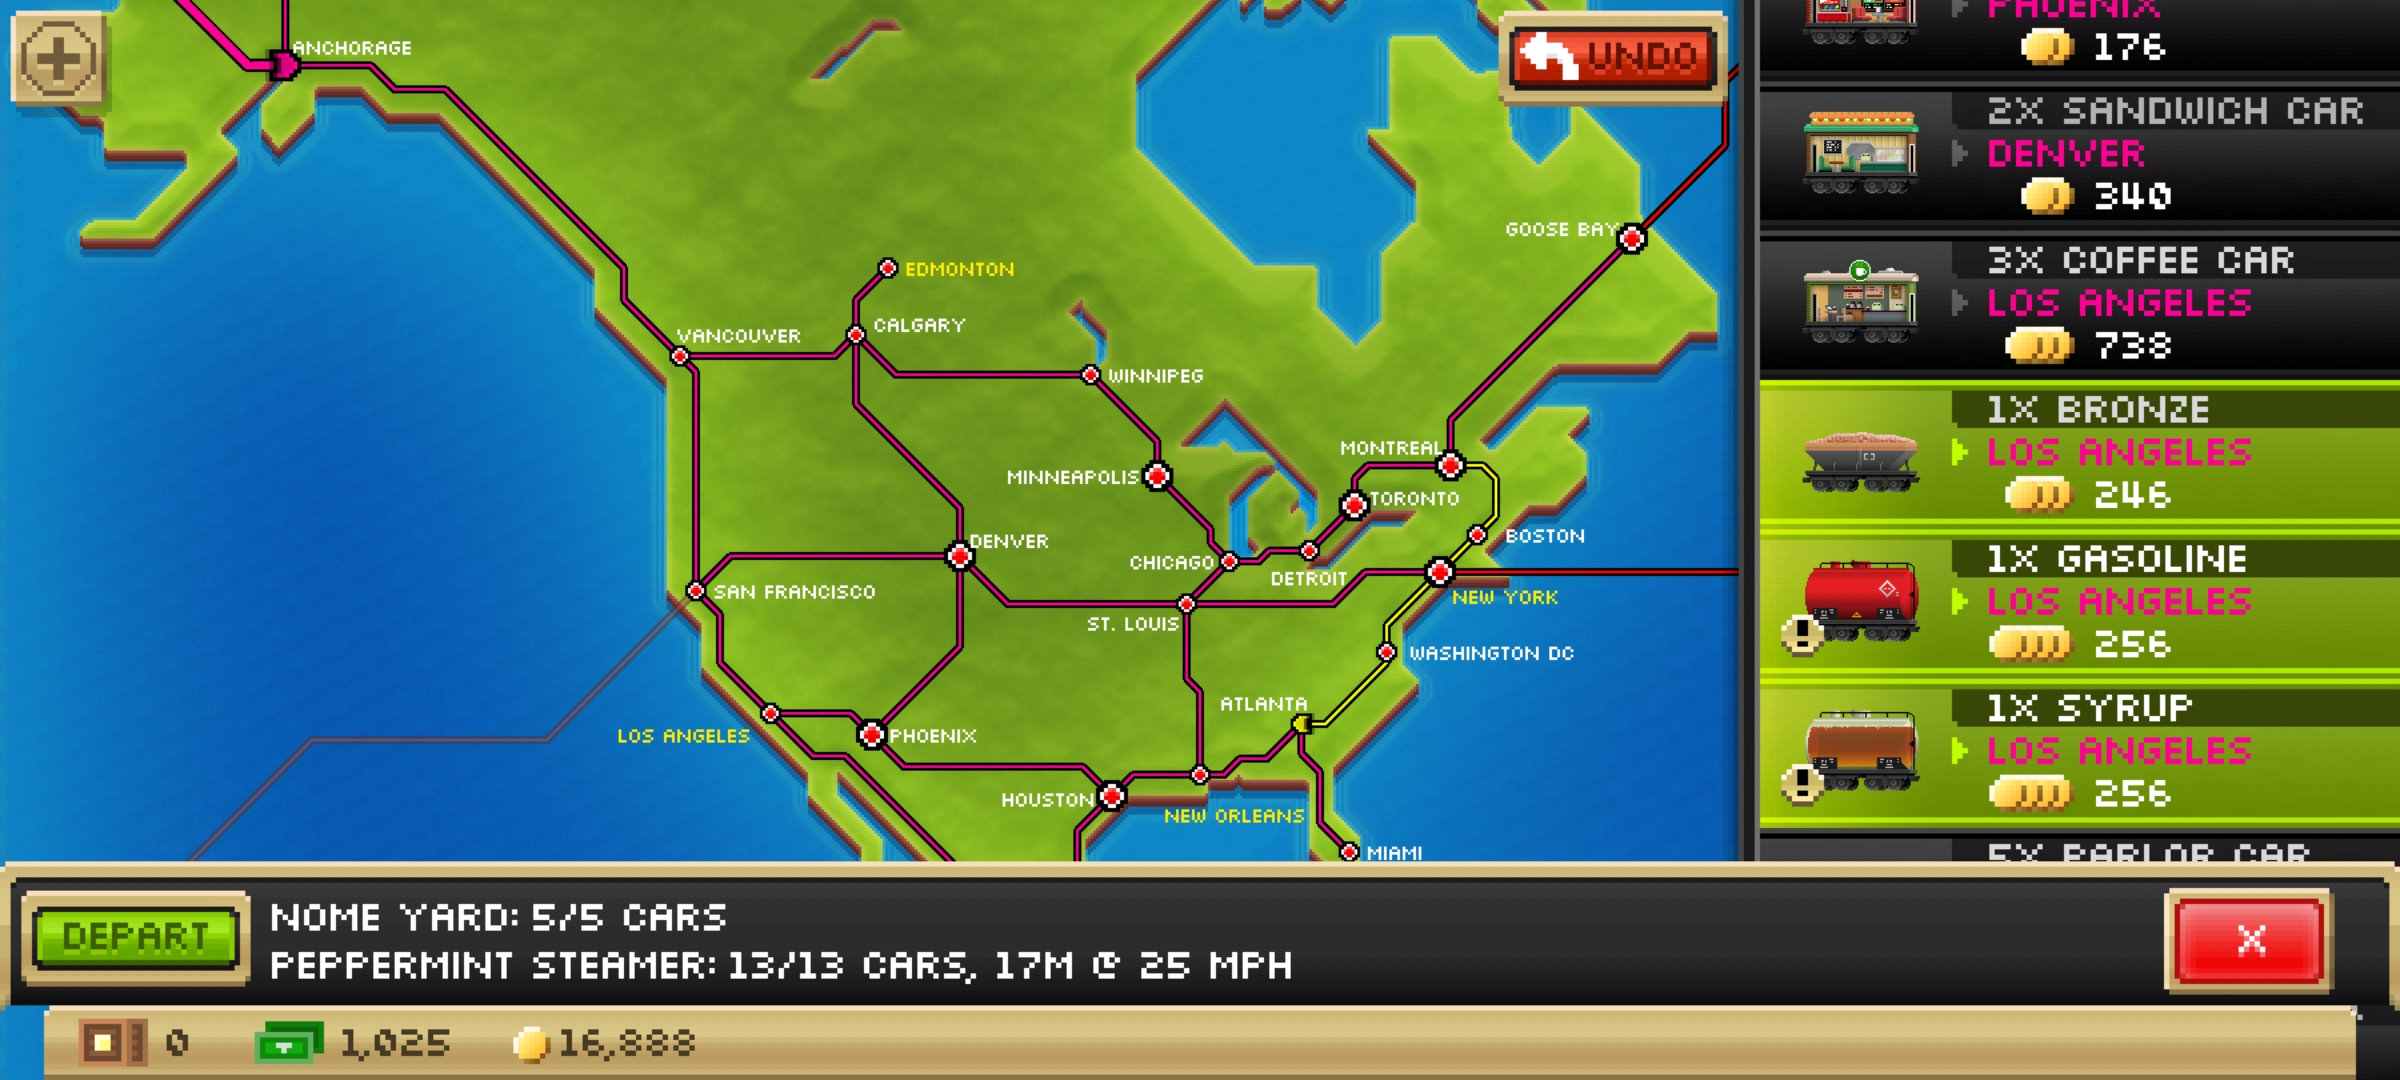 ANCHORAGE
UNDO
PHOENIX
176
2X SANDWICH CAR
DENVER
340
3X COFFEE CAR
LOS ANGELES
738
1X BRONZE
LOS ANGELES
246
1X GASOLINE
LOS ANGELES
256
1X SYRUP
LOS ANGELES
256
5X PARLOR CAR
GOOSE BAY
EDMONTON
CALGARY
VANCOUVER
WINNIPEG
MONTREAL
MINNEAPOLIS
TORONTO
BOSTON
DENVER
CHICAGO
DETROIT
SAN FRANCISCO
NEW YORK
ST. LOUIS
WASHINGTON DC
ATLANTA
LOS ANGELES
PHOENIX
HOUSTON
NEW ORLEANS
MIAMI
DEPART
NOME YARD: 5/5 CARS
PEPPERMINT STEAMER: 13/13 CARS, 17M @ 25 MPH
X
0
1,025
16,888